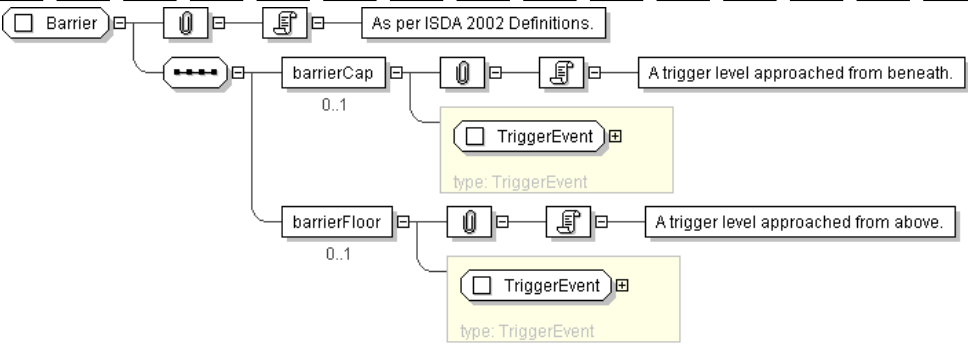 Barrier
As per ISDA 2002 Definitions.
barrierCap
A trigger level approached from beneath.
0..1
TriggerEvent
type: TriggerEvent
barrierFloor
A trigger level approached from above.
0..1
TriggerEvent
type: TriggerEvent